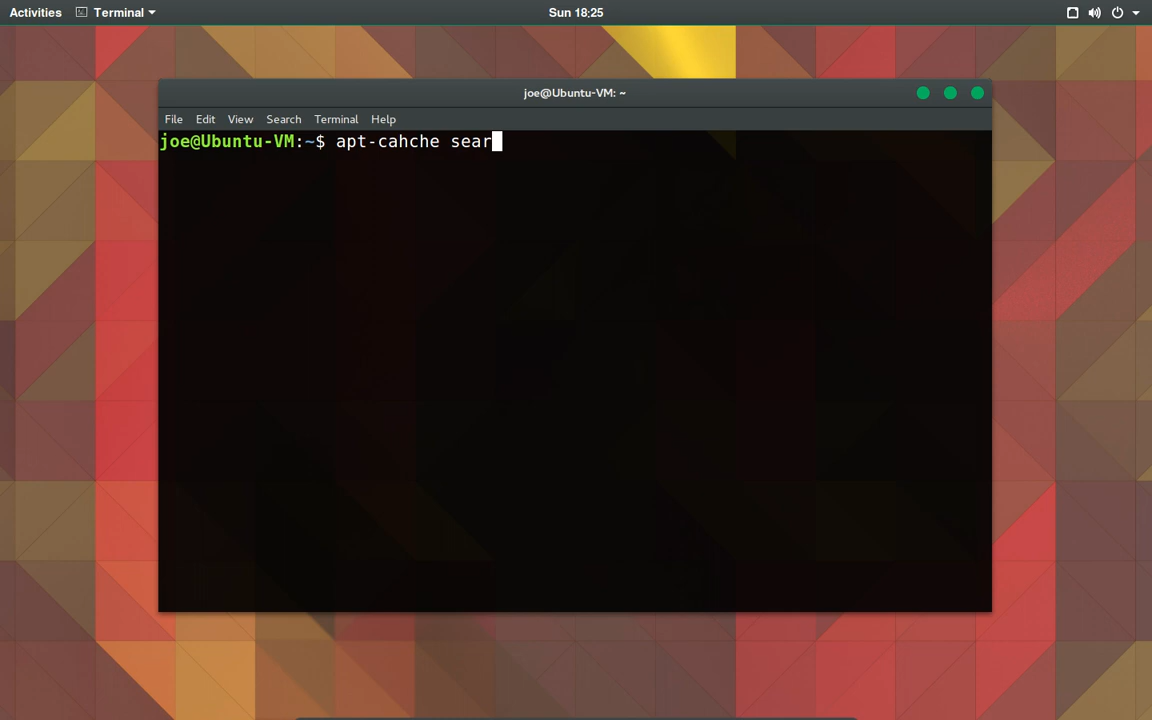 Activities Terminal Sun 18:25
joe@Ubuntu-VM: ~
File Edit View Search Terminal Help
joe@Ubuntu-VM:~$ apt-cahche sear